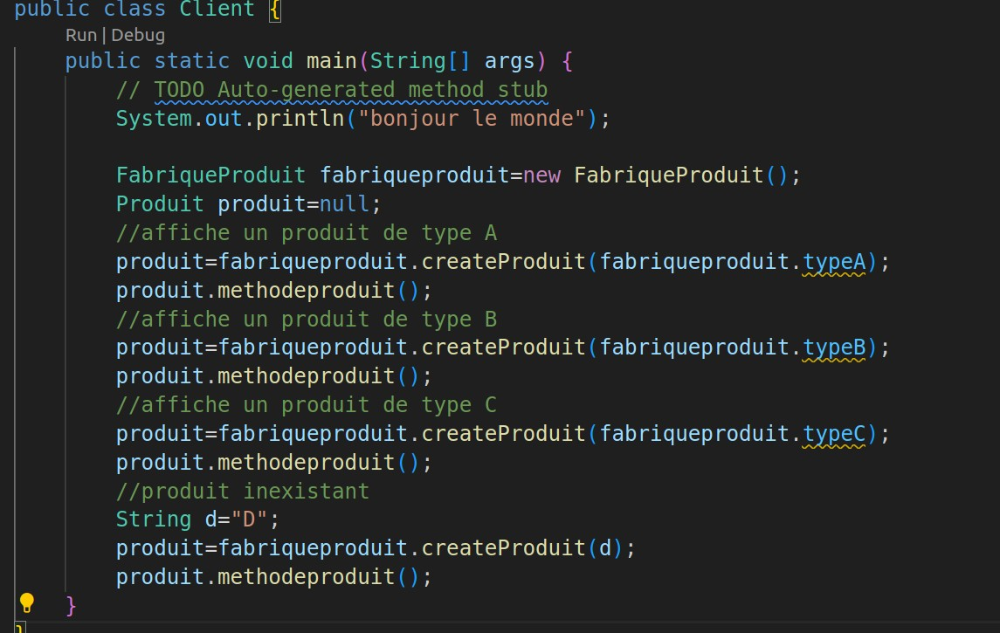 public class Client {
Run | Debug
public static void main(String[] args) {
// TODO Auto-generated method stub
System.out.println("bonjour le monde");
FabriqueProduit fabriqueproduit=new FabriqueProduit();
Produit produit=null;
//affiche un produit de type A
produit=fabriqueproduit.createProduit(fabriqueproduit.typeA);
produit.methodeproduit();
//affiche un produit de type B
produit=fabriqueproduit.createProduit(fabriqueproduit.typeB);
produit.methodeproduit();
//affiche un produit de type C
produit=fabriqueproduit.createProduit(fabriqueproduit.typeC);
produit.methodeproduit();
//produit inexistant
String d="D";
produit=fabriqueproduit.createProduit(d);
produit.methodeproduit();
}
}